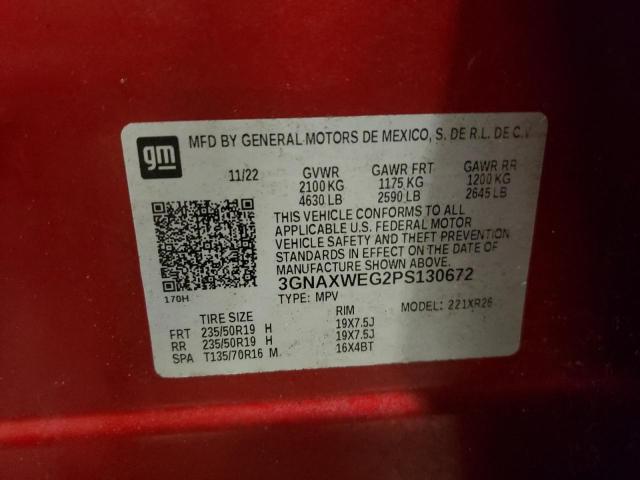 gm
MFD BY GENERAL MOTORS DE MEXICO, S. DE R.L. DE C.V
11/22 GVWR GAWR FRT GAWR RR
2100 KG 1175 KG 1200 KG
4630 LB 2590 LB 2645 LB
THIS VEHICLE CONFORMS TO ALL
APPLICABLE U.S. FEDERAL MOTOR
VEHICLE SAFETY AND THEFT PREVENTION
STANDARDS IN EFFECT ON THE DATE OF
MANUFACTURE SHOWN ABOVE.
3GNAXWEG2PS130672
170H
TYPE: MPV MODEL: 221XR26
TIRE SIZE RIM
FRT 235/50R19 H 19X7.5J
RR 235/50R19 H 19X7.5J
SPA T135/70R16 M 16X4BT